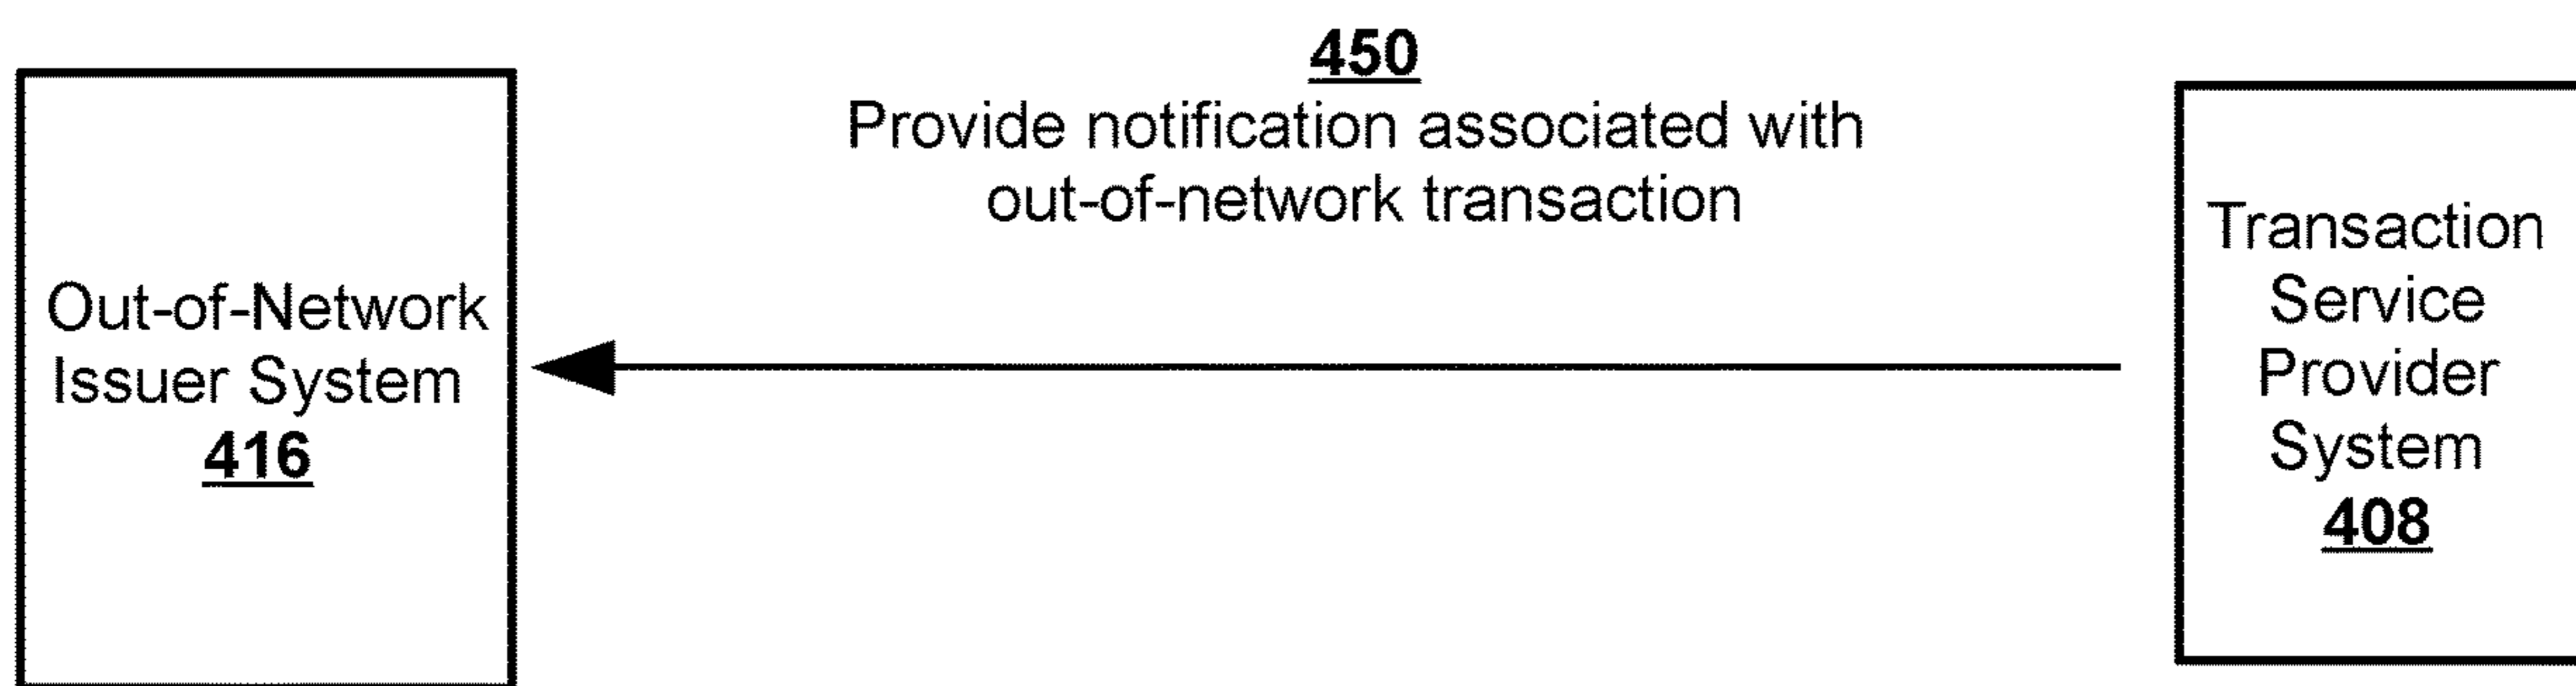 450
Provide notification associated with
out-of-network transaction
Out-of-Network
Issuer System
416
Transaction
Service
Provider
System
408